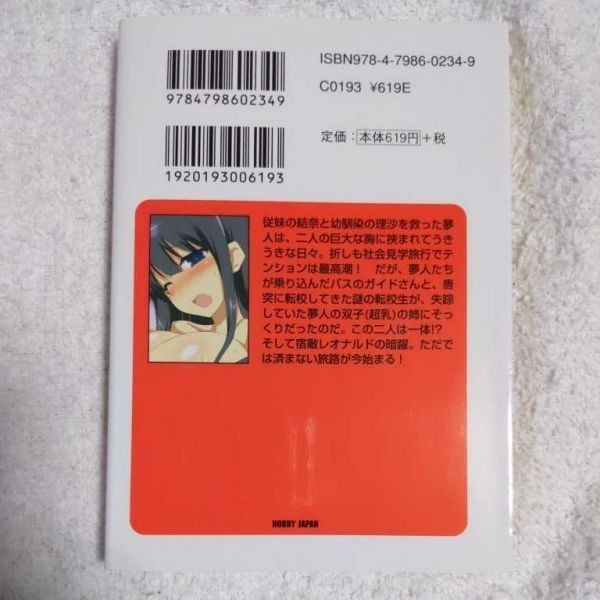 ISBN978-4-7986-0234-9
9784798602349
C0193 ¥619E
定価：本体619円＋税
1920193006193
従妹の結奈と幼馴染の理沙を救った夢
人は、二人の巨大な胸に挟まれてうき
うきな日々。折しも社会見学旅行でテ
ンションは最高潮！ だが、夢人たち
が乗り込んだバスのガイドさんと、唐
突に転校してきた謎の転校生が、失踪
していた夢人の双子(超乳)の姉にそっ
くりだったのだ。この二人は一体!?
そして宿敵レオナルドの暗躍。ただで
は済まない旅路が今始まる！
HOBBY JAPAN